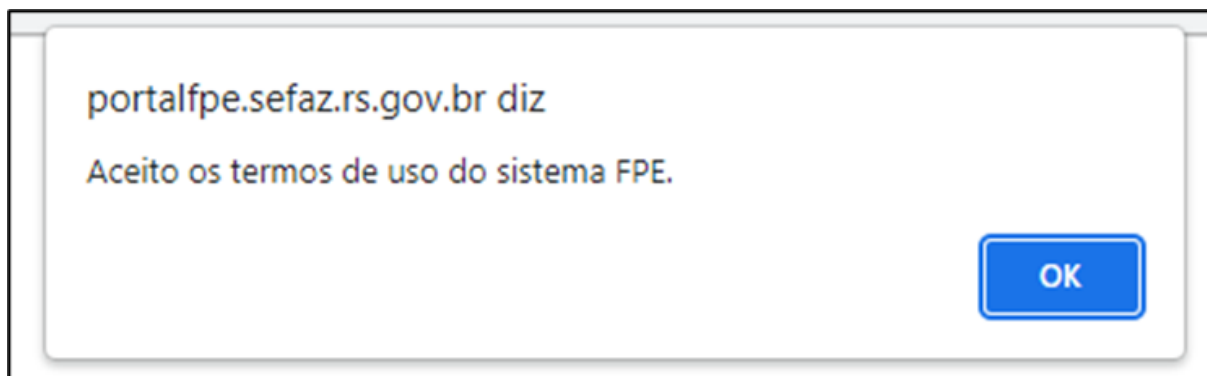 portalfpe.sefaz.rs.gov.br diz
Aceito os termos de uso do sistema FPE.
OK